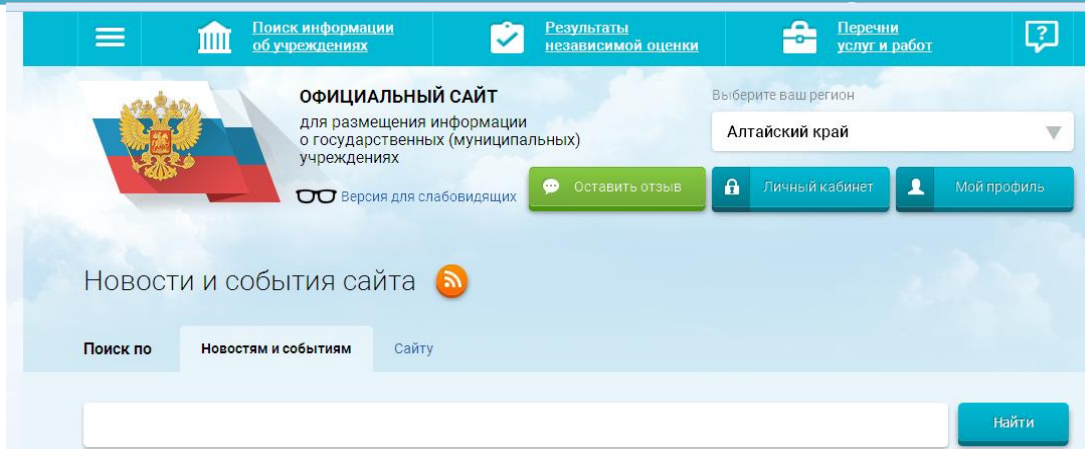 Поиск информации
об учреждениях
Результаты
независимой оценки
Перечни
услуг и работ
?
ОФИЦИАЛЬНЫЙ САЙТ
для размещения информации
о государственных (муниципальных)
учреждениях
Версия для слабовидящих
Выберите ваш регион
Алтайский край
Оставить отзыв
Личный кабинет
Мой профиль
Новости и события сайта
Поиск по
Новостям и событиям
Сайту
Найти